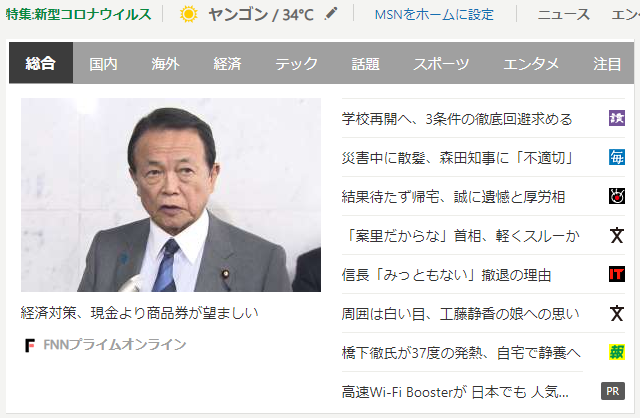 特集:新型コロナウイルス
ヤンゴン / 34℃
MSNをホームに設定
ニュース
エン
総合
国内
海外
経済
テック
話題
スポーツ
エンタメ
注目
経済対策、現金より商品券が望ましい
F FNNプライムオンライン
学校再開へ、3条件の徹底回避求める
読
災害中に散髪、森田知事に「不適切」
毎
結果待たず帰宅、誠に遺憾と厚労相
「案里だからな」首相、軽くスルーか
文
信長「みっともない」撤退の理由
IT
周囲は白い目、工藤静香の娘への思い
文
橋下徹氏が37度の発熱、自宅で静養へ
報
高速Wi-Fi Boosterが 日本でも 人気...
PR